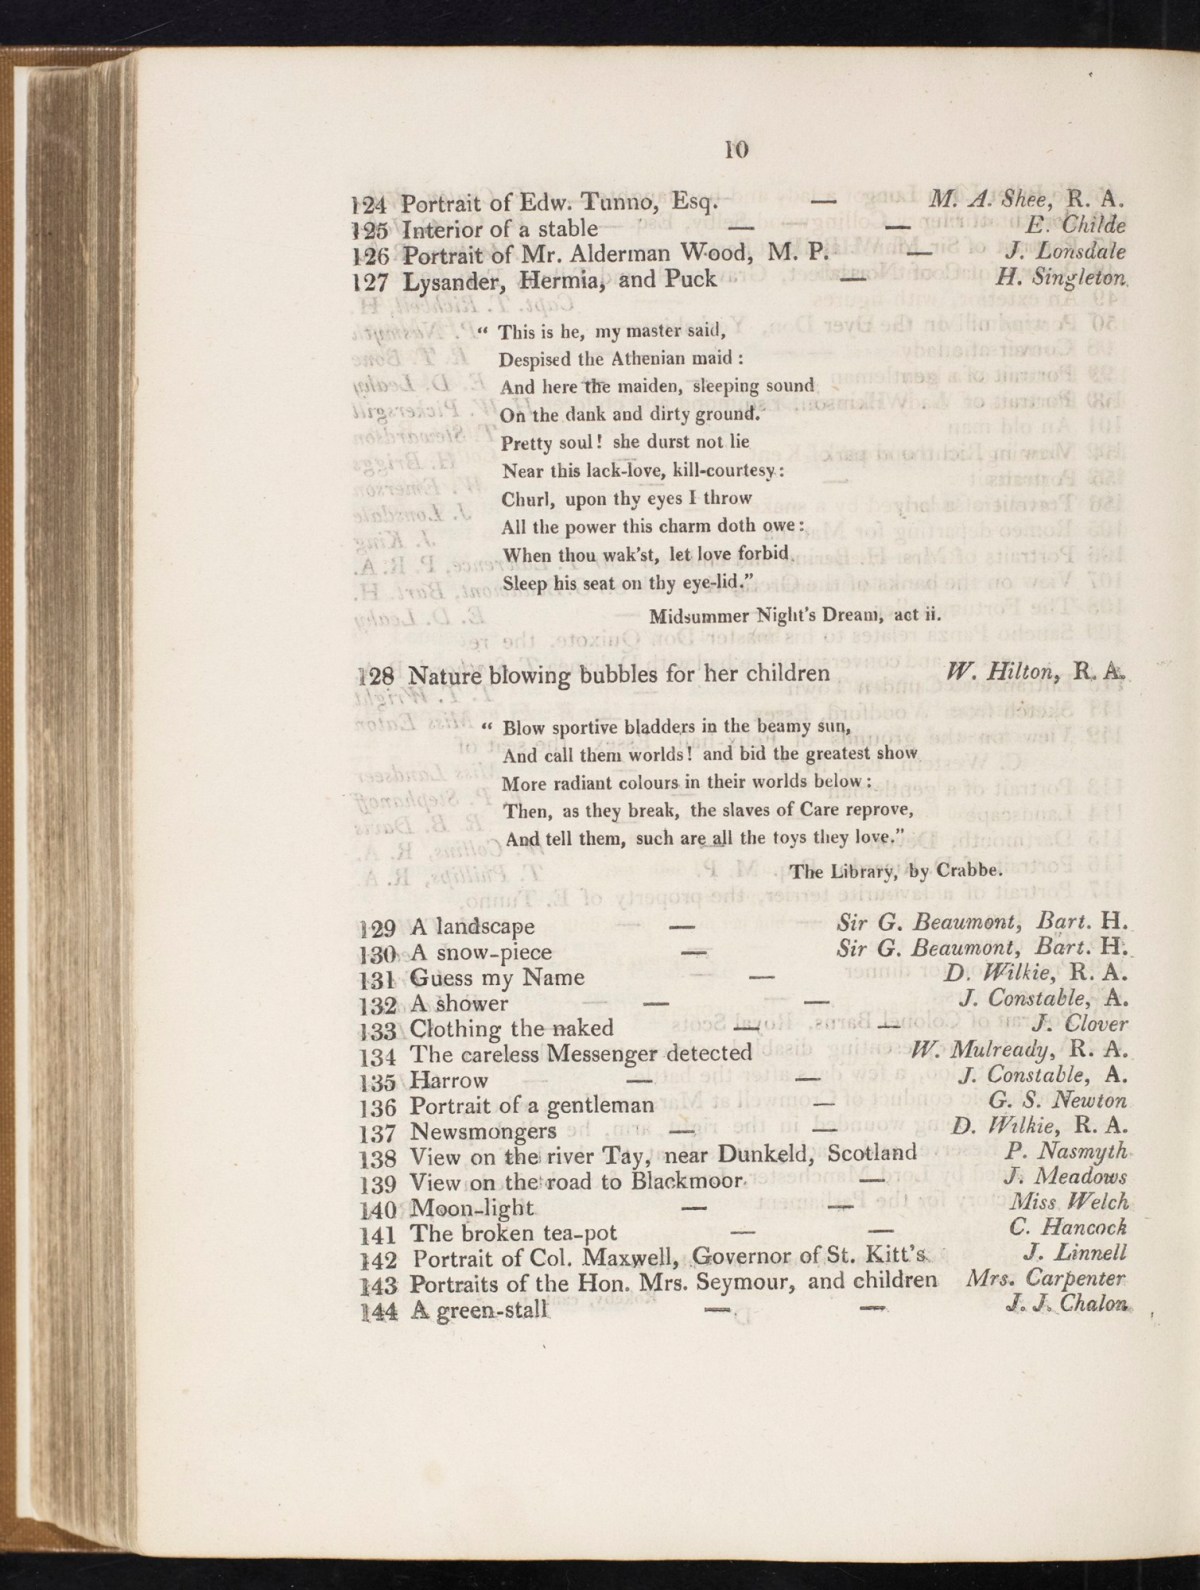 10
124 Portrait of Edw. Tunno, Esq. — M. A. Shee, R. A.
125 Interior of a stable — — E. Childe
126 Portrait of Mr. Alderman Wood, M. P. — J. Lonsdale
127 Lysander, Hermia, and Puck — H. Singleton
“ This is he, my master said,
Despised the Athenian maid :
And here the maiden, sleeping sound
On the dank and dirty ground.
Pretty soul! she durst not lie
Near this lack-love, kill-courtesy:
Churl, upon thy eyes I throw
All the power this charm doth owe:
When thou wak'st, let love forbid
Sleep his seat on thy eye-lid.”
Midsummer Night's Dream, act ii.
128 Nature blowing bubbles for her children W. Hilton, R. A.
“ Blow sportive bladders in the beamy sun,
And call them worlds! and bid the greatest show
More radiant colours in their worlds below:
Then, as they break, the slaves of Care reprove,
And tell them, such are all the toys they love.”
The Library, by Crabbe.
129 A landscape — Sir G. Beaumont, Bart. H.
130 A snow-piece — Sir G. Beaumont, Bart. H.
131 Guess my Name — D. Wilkie, R. A.
132 A shower — — J. Constable, A.
133 Clothing the naked — — J. Clover
134 The careless Messenger detected W. Mulready, R. A.
135 Harrow — — J. Constable, A.
136 Portrait of a gentleman — G. S. Newton
137 Newsmongers — — D. Wilkie, R. A.
138 View on the river Tay, near Dunkeld, Scotland P. Nasmyth
139 View on the road to Blackmoor — J. Meadows
140 Moon-light — — Miss Welch
141 The broken tea-pot — — C. Hancock
142 Portrait of Col. Maxwell, Governor of St. Kitt's J. Linnell
143 Portraits of the Hon. Mrs. Seymour, and children Mrs. Carpenter
144 A green-stall — — J. J. Chalon